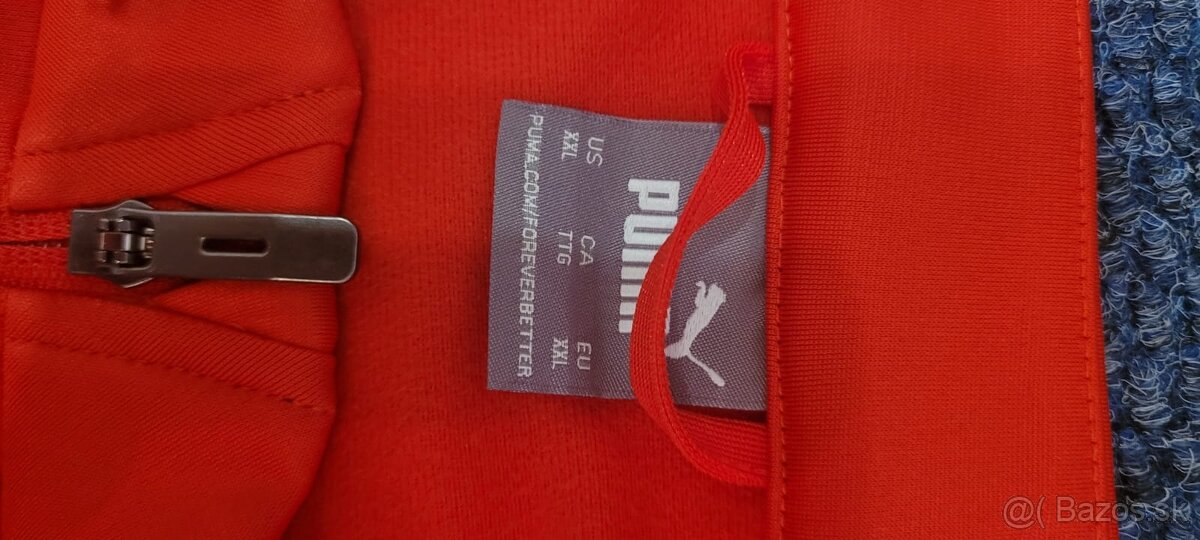 PUMA
US CA EU
XXL TTG XXL
PUMA.COM/FOREVERBETTER
@( Bazos.sk